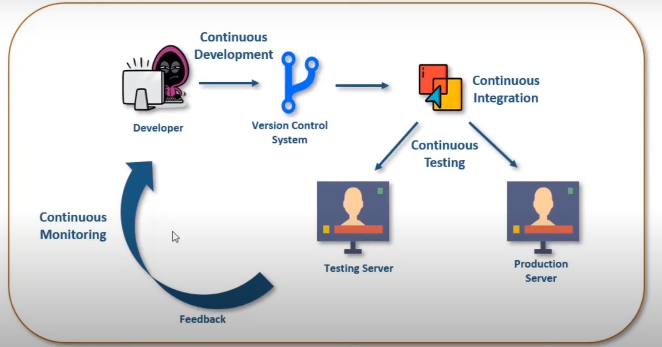 Continuous
Development
Developer
Version Control
System
Continuous
Integration
Continuous
Testing
Testing Server
Production
Server
Continuous
Monitoring
Feedback